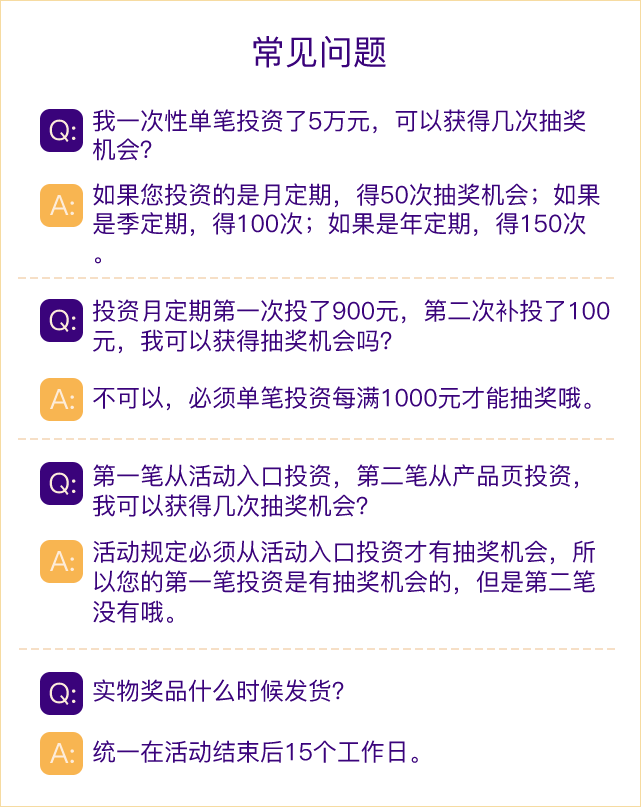 常见问题
Q: 我一次性单笔投资了5万元，可以获得几次抽奖
机会？
A: 如果您投资的是月定期，得50次抽奖机会；如果
是季定期，得100次；如果是年定期，得150次
。
Q: 投资月定期第一次投了900元，第二次补投了100
元，我可以获得抽奖机会吗？
A: 不可以，必须单笔投资每满1000元才能抽奖哦。
Q: 第一笔从活动入口投资，第二笔从产品页投资，
我可以获得几次抽奖机会？
A: 活动规定必须从活动入口投资才有抽奖机会，所
以您的第一笔投资是有抽奖机会的，但是第二笔
没有哦。
Q: 实物奖品什么时候发货？
A: 统一在活动结束后15个工作日。